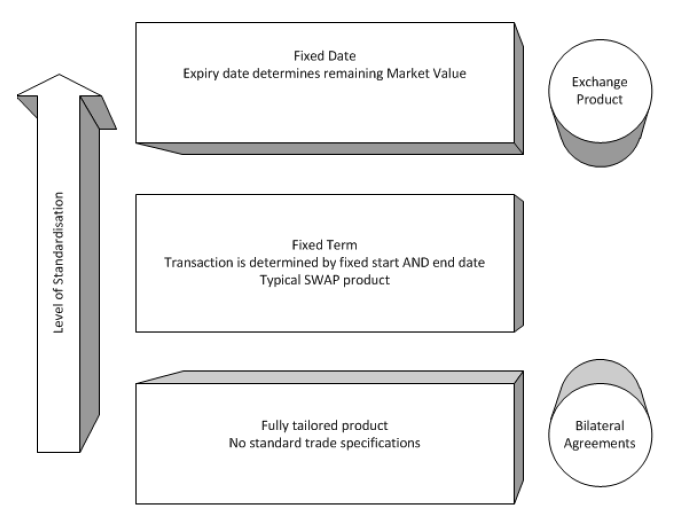 Fixed Date
Expiry date determines remaining Market Value
Exchange
Product
Level of Standardisation
Fixed Term
Transaction is determined by fixed start AND end date
Typical SWAP product
Fully tailored product
No standard trade specifications
Bilateral
Agreements